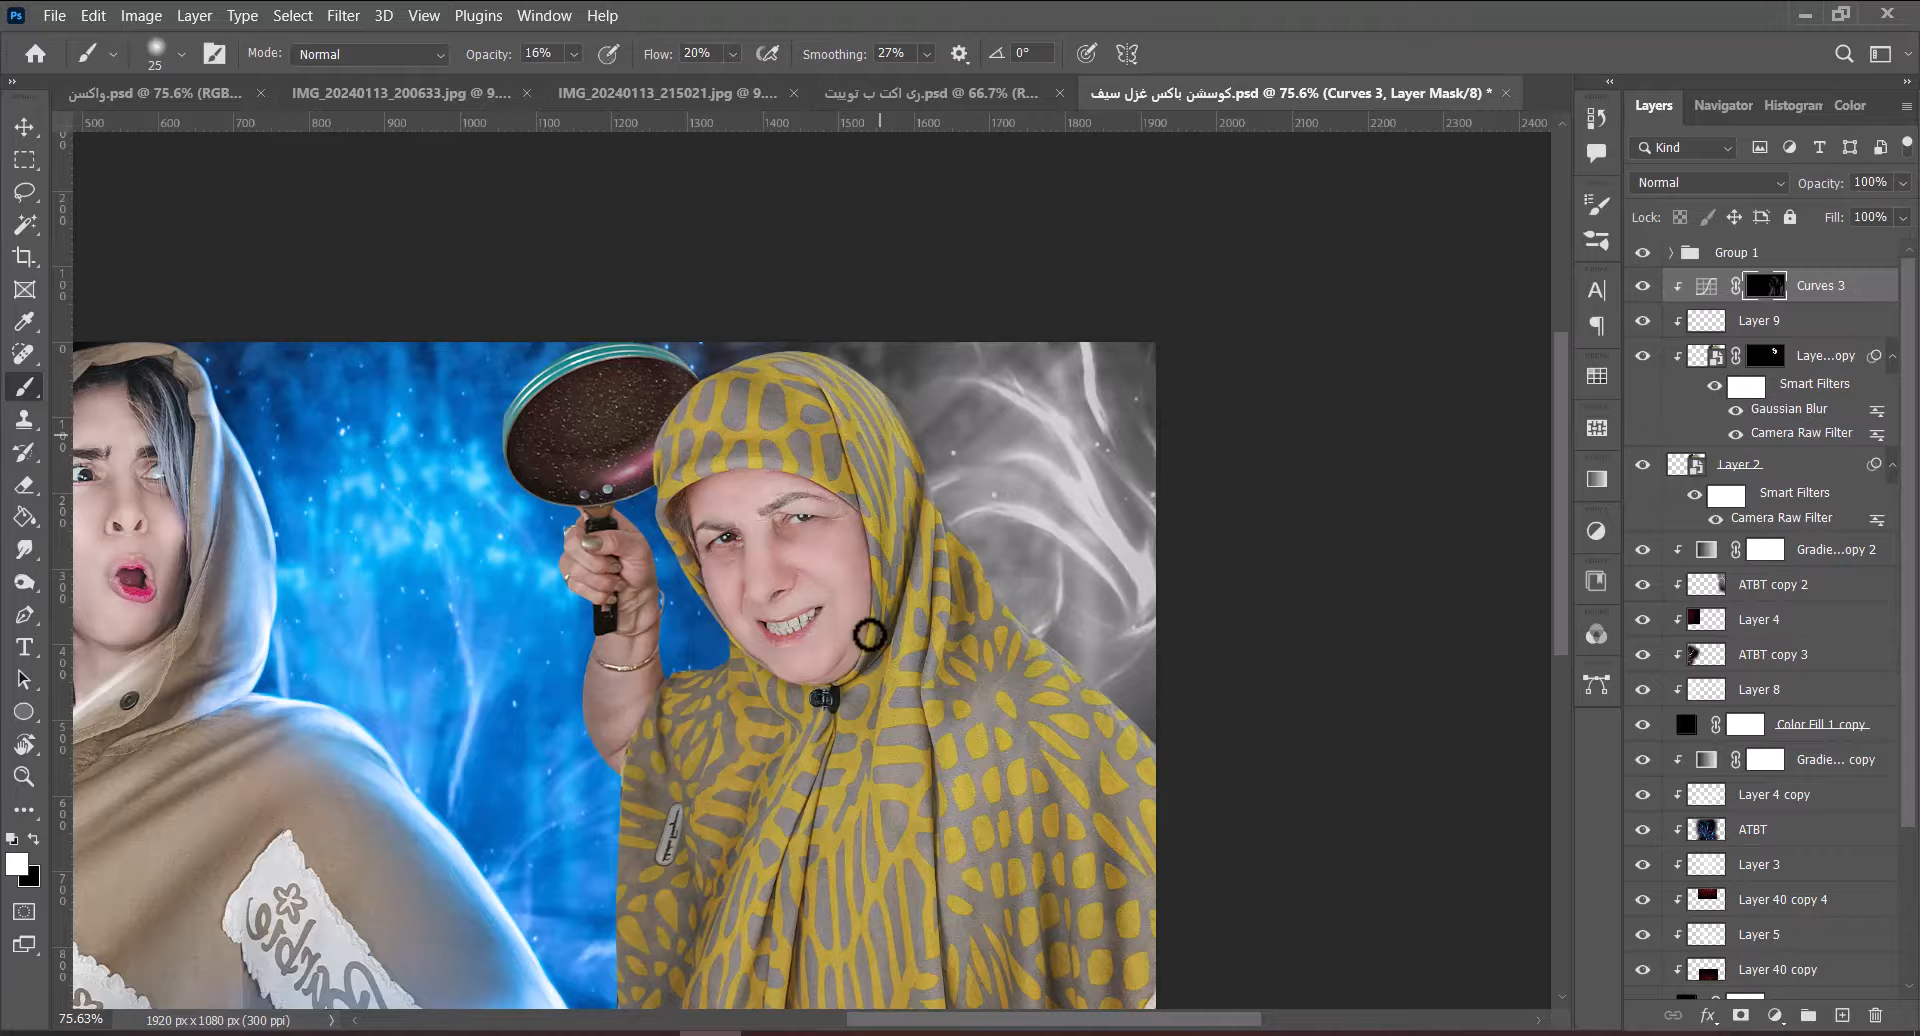 File Edit Image Layer Type Select Filter 3D View Plugins Window Help
Mode: Normal Opacity: 16% Flow: 20% Smoothing: 27% 0°
واکسن.psd @ 75.6% (RGB... IMG_20240113_200633.jpg @ 9.... IMG_20240113_215021.jpg @ 9.... ری اکت ب توییت.psd @ 66.7% (R... کوسشن باکس غزل سیف.psd @ 75.6% (Curves 3, Layer Mask/8) *
500 600 700 800 900 1000 1100 1200 1300 1400 1500 1600 1700 1800 1900 2000 2100 2200 2300 2400
Layers Navigator Histogram Color
Kind
Normal Opacity: 100%
Lock: Fill: 100%
Group 1
Curves 3
Layer 9
Laye...opy
Smart Filters
Gaussian Blur
Camera Raw Filter
Layer 2
Smart Filters
Camera Raw Filter
Gradie...opy 2
ATBT copy 2
Layer 4
ATBT copy 3
Layer 8
Color Fill 1 copy
Gradie... copy
Layer 4 copy
ATBT
Layer 3
Layer 40 copy 4
Layer 5
Layer 40 copy
75.63% 1920 px x 1080 px (300 ppi)